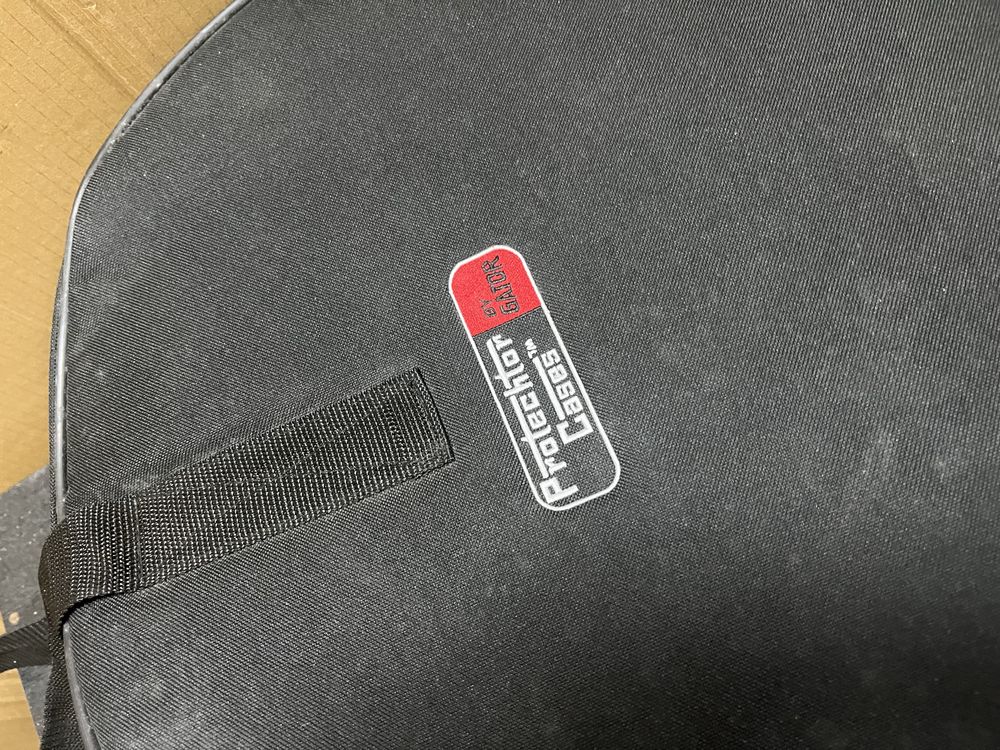 Protechtor
Cases™
BY
GATOR